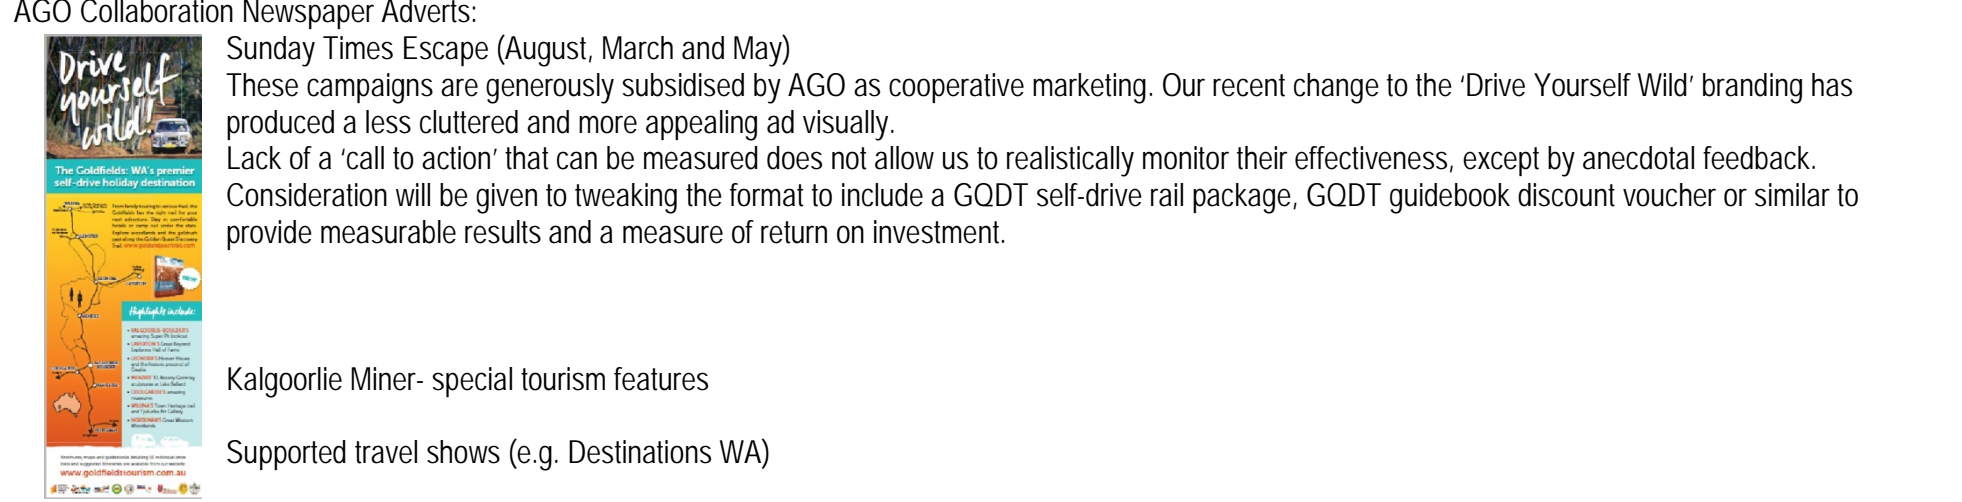 AGO Collaboration Newspaper Adverts:
Sunday Times Escape (August, March and May)
These campaigns are generously subsidised by AGO as cooperative marketing. Our recent change to the ‘Drive Yourself Wild’ branding has
produced a less cluttered and more appealing ad visually.
Lack of a ‘call to action’ that can be measured does not allow us to realistically monitor their effectiveness, except by anecdotal feedback.
Consideration will be given to tweaking the format to include a GQDT self-drive rail package, GQDT guidebook discount voucher or similar to
provide measurable results and a measure of return on investment.
Kalgoorlie Miner- special tourism features
Supported travel shows (e.g. Destinations WA)
Drive
yourself
wild!
The Goldfields: WA's premier
self-drive holiday destination
Highlights include:
www.goldfieldstourism.com.au